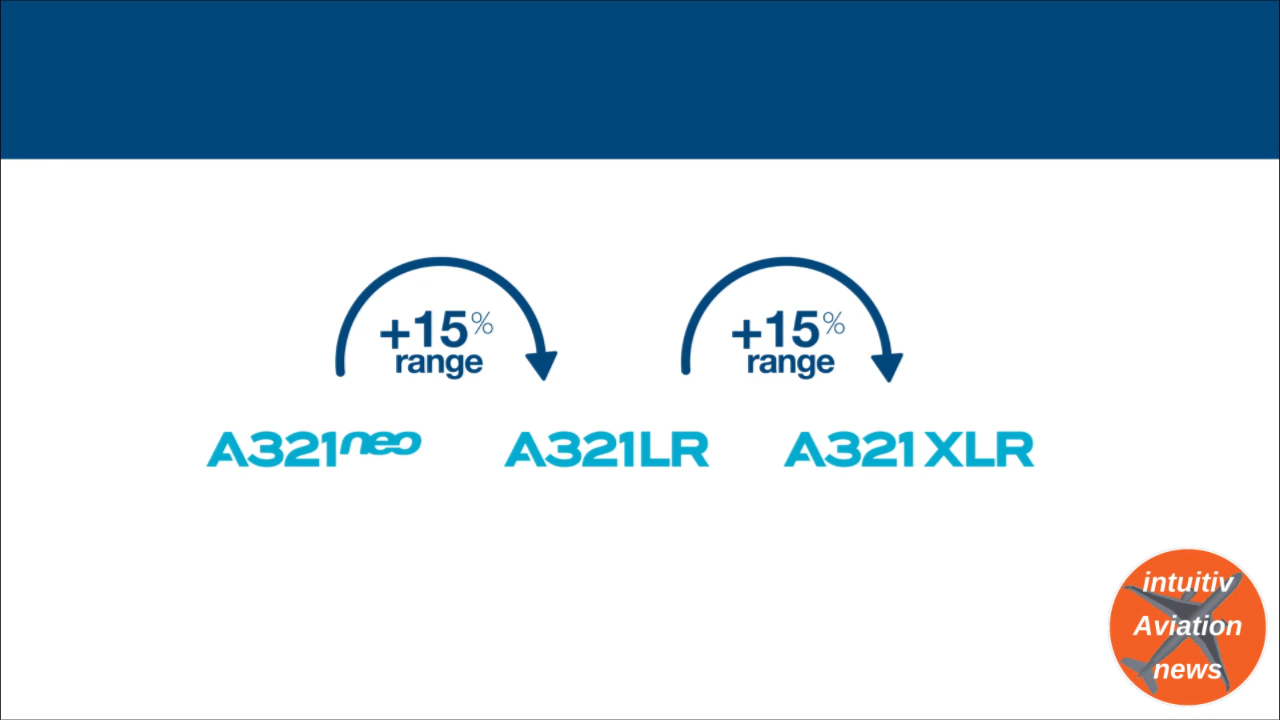 +15% +15%
range range
A321neo A321LR A321XLR
intuitiv
Aviation
news